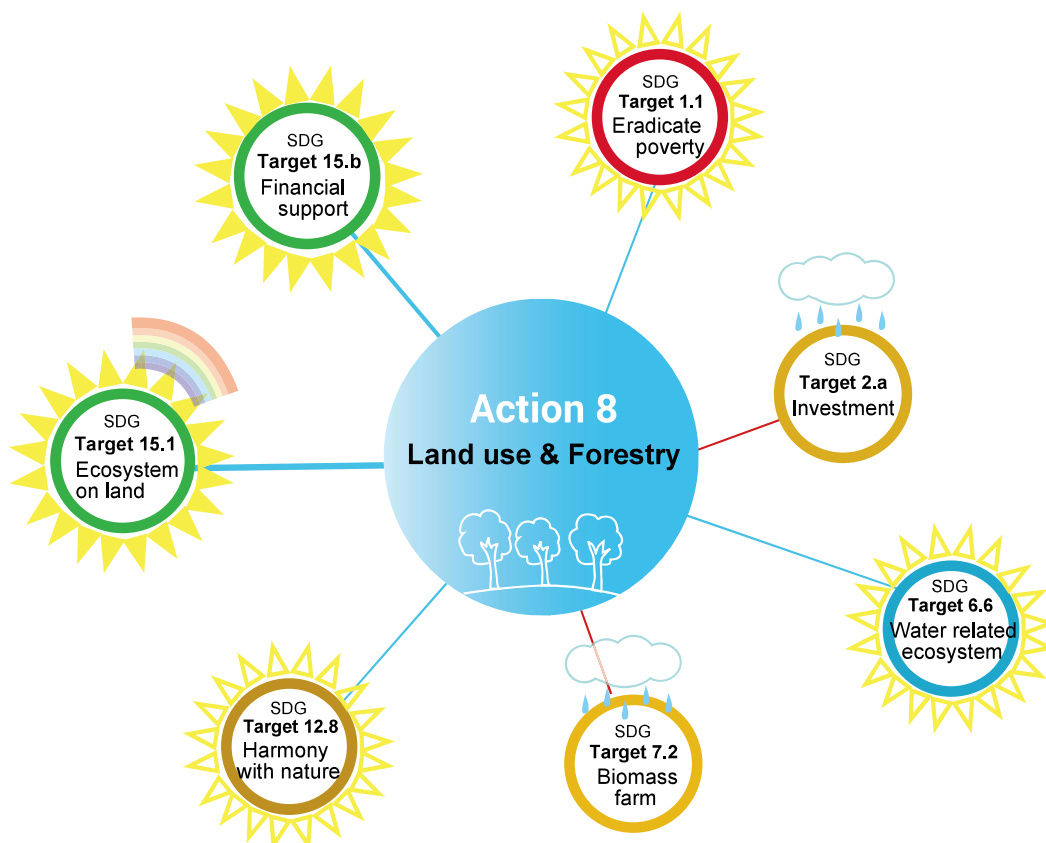 SDG
Target 1.1
Eradicate
poverty
SDG
Target 15.b
Financial
support
SDG
Target 2.a
Investment
Action 8
Land use & Forestry
SDG
Target 15.1
Ecosystem
on land
SDG
Target 6.6
Water related
ecosystem
SDG
Target 12.8
Harmony
with nature
SDG
Target 7.2
Biomass
farm